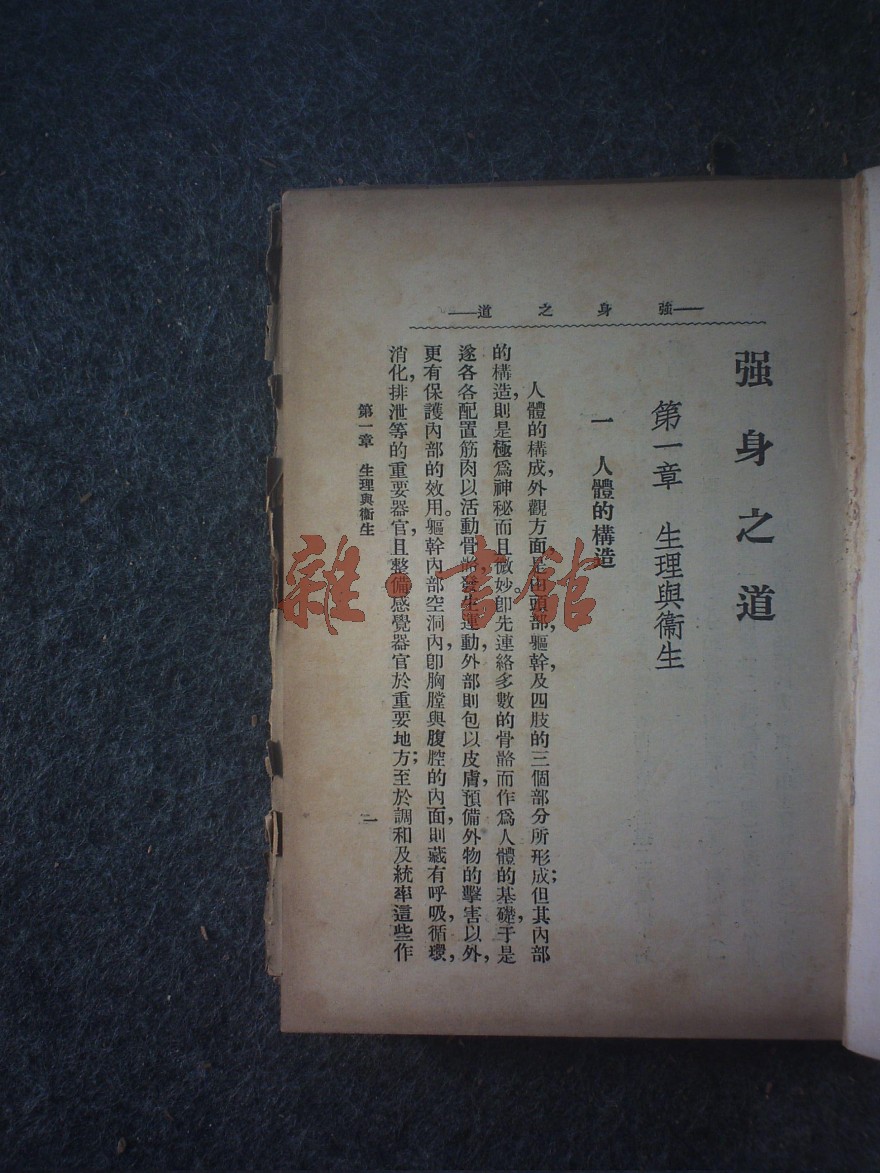 ——強身之道——
强身之道
第一章 生理與衞生
一 人體的構造
人體的構成，外觀方面，是由頭部，軀幹，及四肢的三個部分所形成；但其內部
的構造，則是極爲神秘而且微妙。卽先連絡多數的骨骼而作爲人體的基礎，于是
遂各各配置筋肉以活動骨骼，發生運動，外部則包以皮膚，預備外物的擊害以外，
更有保護內部的效用。軀幹內部空洞內，卽胸膛與腹腔的內面，則藏有呼吸，循環，
消化，排泄等的重要器官，且整備感覺器官於重要地方；至於調和及統率這些作
第一章 生理與衞生
一
雜·書館